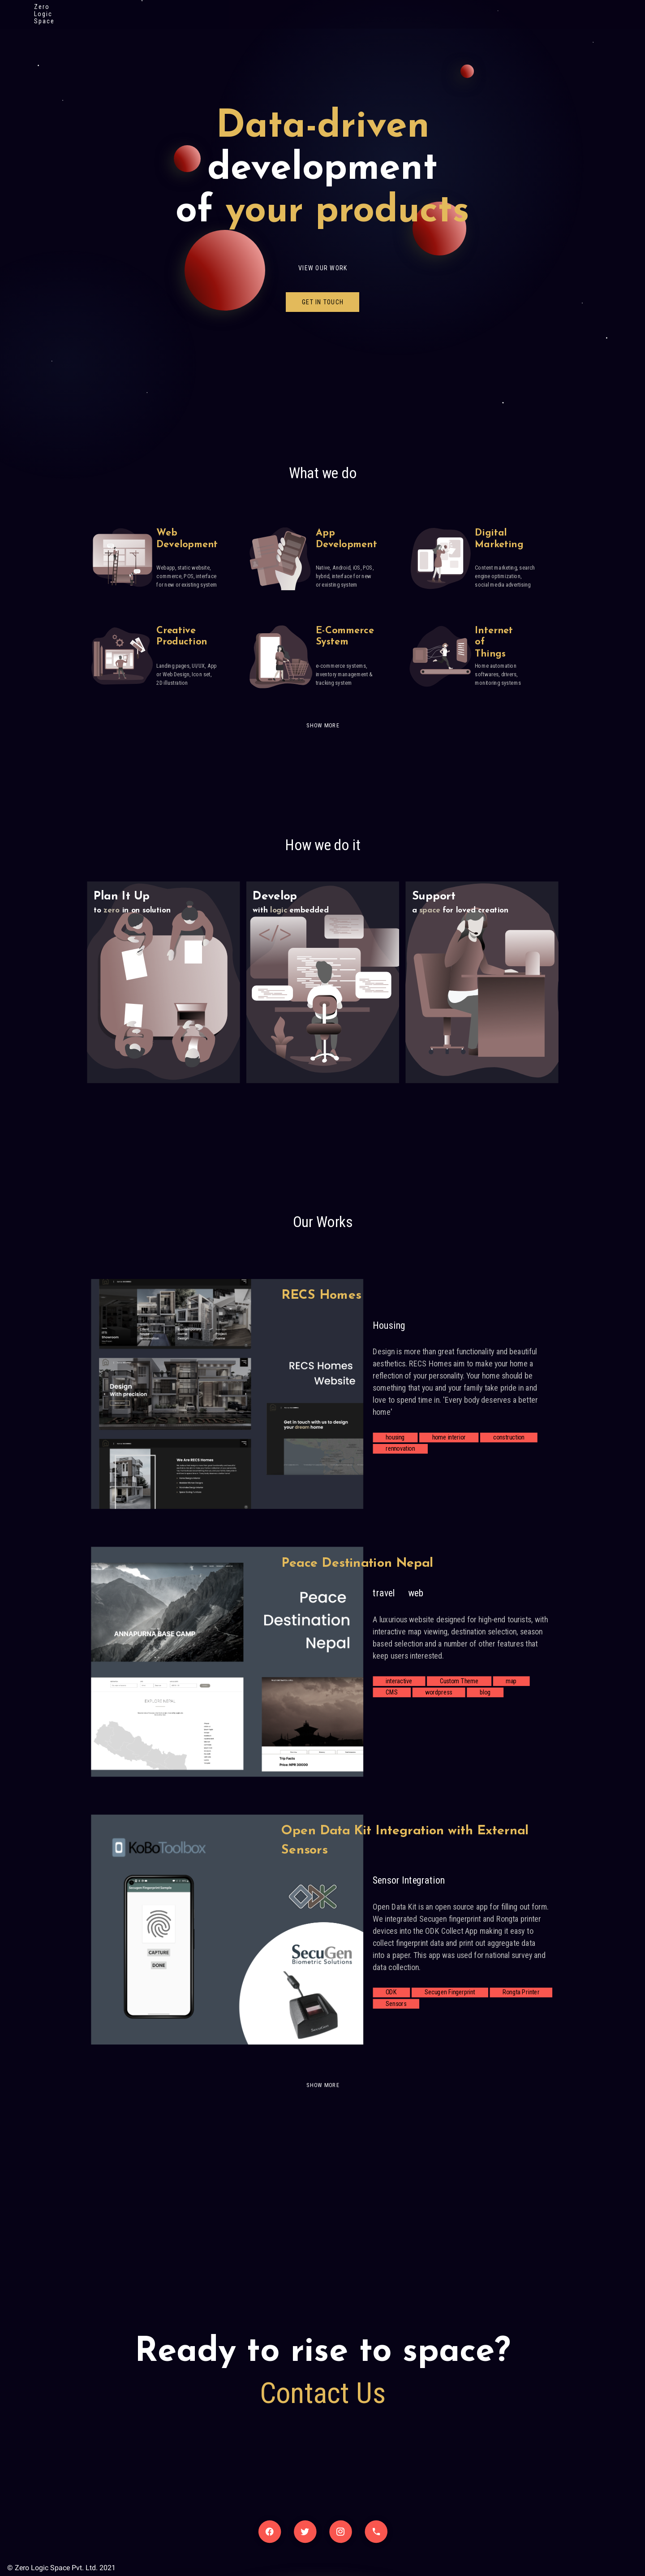 Zero
Logic
Space
Data-driven
development
of your products
VIEW OUR WORK
GET IN TOUCH
What we do
Web
Development
Webapp, static website,
commerce, POS, interface
for new or existing system
App
Development
Native, Android, iOS, POS,
hybrid, interface for new
or existing system
Digital
Marketing
Content marketing, search
engine optimization,
social media advertising
Creative
Production
Landing pages, UI/UX, App
or Web Design, Icon set,
2D-illustration
E-Commerce
System
e-commerce systems,
inventory management &
tracking system
Internet
of
Things
Home automation
softwares, drivers,
monitoring systems
SHOW MORE
How we do it
Plan It Up
to zero in on solution
Develop
with logic embedded
Support
a space for loved creation
Our Works
RECS Homes
RECS Homes
Website
Design
With precision
Get in touch with us to design
your dream home
We Are RECS Homes
Housing
Design is more than great functionality and beautiful
aesthetics. RECS Homes aim to make your home a
reflection of your personality. Your home should be
something that you and your family take pride in and
love to spend time in. 'Every body deserves a better
home'
housing
home interior
construction
rennovation
Peace Destination Nepal
Peace
Destination
Nepal
ANNAPURNA BASE CAMP
EXPLORE NEPAL
Trip Facts
travel web
A luxurious website designed for high-end tourists, with
interactive map viewing, destination selection, season
based selection and a number of other features that
keep users interested.
interactive
Custom Theme
map
CMS
wordpress
blog
Open Data Kit Integration with External
Sensors
KoBoToolbox
CAPTURE
DONE
SecuGen
Biometric Solutions
Sensor Integration
Open Data Kit is an open source app for filling out form.
We integrated Secugen fingerprint and Rongta printer
devices into the ODK Collect App making it easy to
collect fingerprint data and print out aggregate data
into a paper. This app was used for national survey and
data collection.
ODK
Secugen Fingerprint
Rongta Printer
Sensors
SHOW MORE
Ready to rise to space?
Contact Us
© Zero Logic Space Pvt. Ltd. 2021